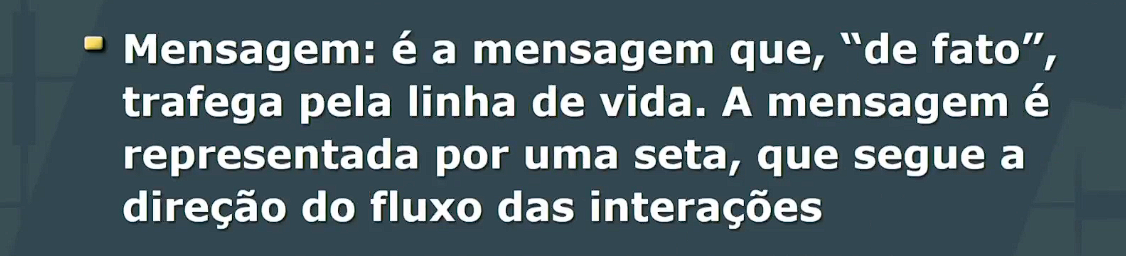 Mensagem: é a mensagem que, “de fato”,
trafega pela linha de vida. A mensagem é
representada por uma seta, que segue a
direção do fluxo das interações